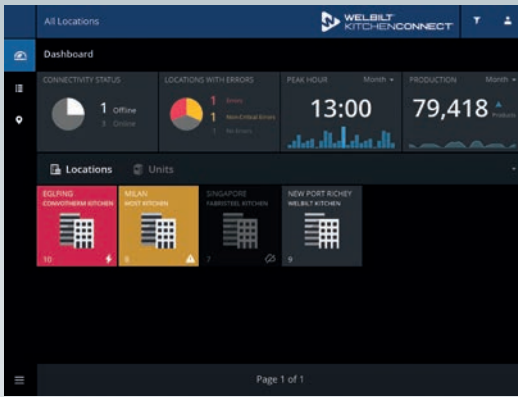 All Locations
WELBILT
KITCHENCONNECT
Dashboard
CONNECTIVITY STATUS
1 Offline
3 Online
LOCATIONS WITH ERRORS
1 Errors
1 Non-Critical Errors
1 No Errors
PEAK HOUR
Month
13:00
PRODUCTION
Month
79,418
Products
Locations
Units
EGLFING
CONVOTHERM KITCHEN
10
MILAN
MOST KITCHEN
8
SINGAPORE
FABRISTEEL KITCHEN
7
NEW PORT RICHEY
WELBILT KITCHEN
9
Page 1 of 1